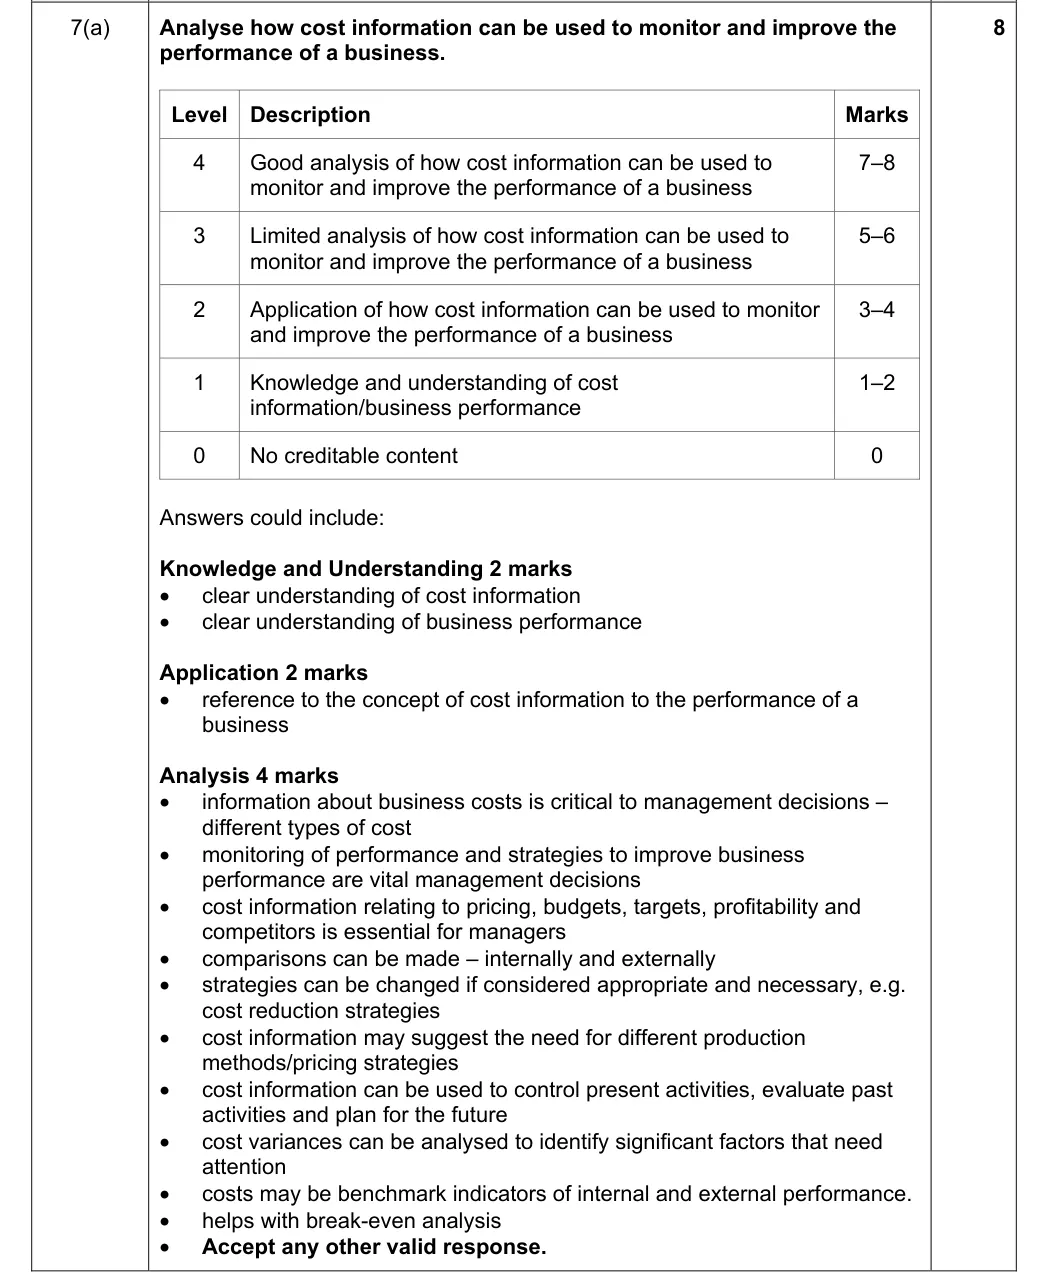 7(a)
Analyse how cost information can be used to monitor and improve the
performance of a business.
8
Level Description Marks
4 Good analysis of how cost information can be used to
monitor and improve the performance of a business
7–8
3 Limited analysis of how cost information can be used to
monitor and improve the performance of a business
5–6
2 Application of how cost information can be used to monitor
and improve the performance of a business
3–4
1 Knowledge and understanding of cost
information/business performance
1–2
0 No creditable content 0
Answers could include:
Knowledge and Understanding 2 marks
• clear understanding of cost information
• clear understanding of business performance
Application 2 marks
• reference to the concept of cost information to the performance of a
business
Analysis 4 marks
• information about business costs is critical to management decisions –
different types of cost
• monitoring of performance and strategies to improve business
performance are vital management decisions
• cost information relating to pricing, budgets, targets, profitability and
competitors is essential for managers
• comparisons can be made – internally and externally
• strategies can be changed if considered appropriate and necessary, e.g.
cost reduction strategies
• cost information may suggest the need for different production
methods/pricing strategies
• cost information can be used to control present activities, evaluate past
activities and plan for the future
• cost variances can be analysed to identify significant factors that need
attention
• costs may be benchmark indicators of internal and external performance.
• helps with break-even analysis
• Accept any other valid response.